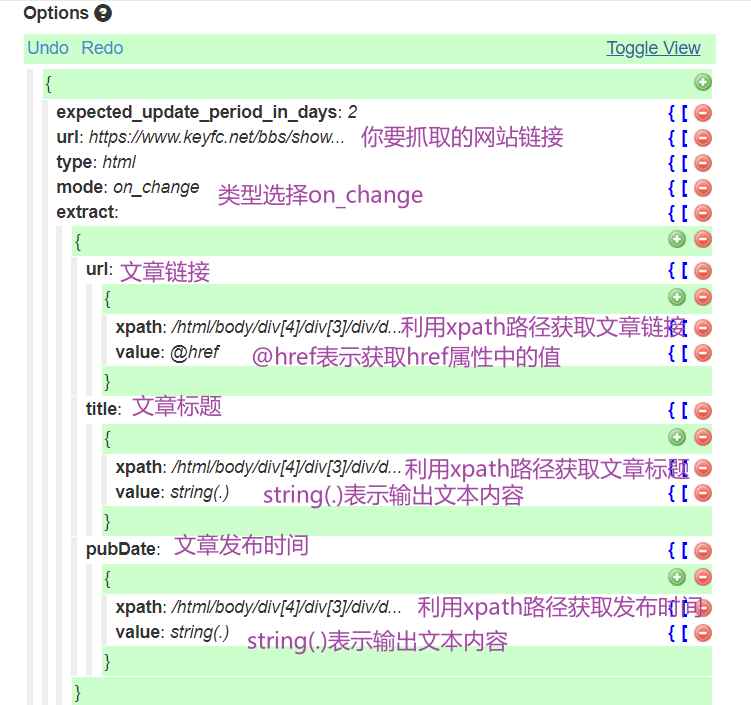 Options ?
Undo Redo Toggle View
{
expected_update_period_in_days: 2 { [
url: https://www.keyfc.net/bbs/show... 你要抓取的网站链接 { [
type: html { [
mode: on_change 类型选择on_change { [
extract: { [
{
url: 文章链接 { [
{
xpath: /html/body/div[4]/div[3]/div/d... 利用xpath路径获取文章链接 { [
value: @href @href表示获取href属性中的值 { [
}
title: 文章标题 { [
{
xpath: /html/body/div[4]/div[3]/div/d... 利用xpath路径获取文章标题 { [
value: string(.) string(.)表示输出文本内容 { [
}
pubDate: 文章发布时间 { [
{
xpath: /html/body/div[4]/div[3]/div/d... 利用xpath路径获取发布时间 { [
value: string(.) string(.)表示输出文本内容 { [
}
}